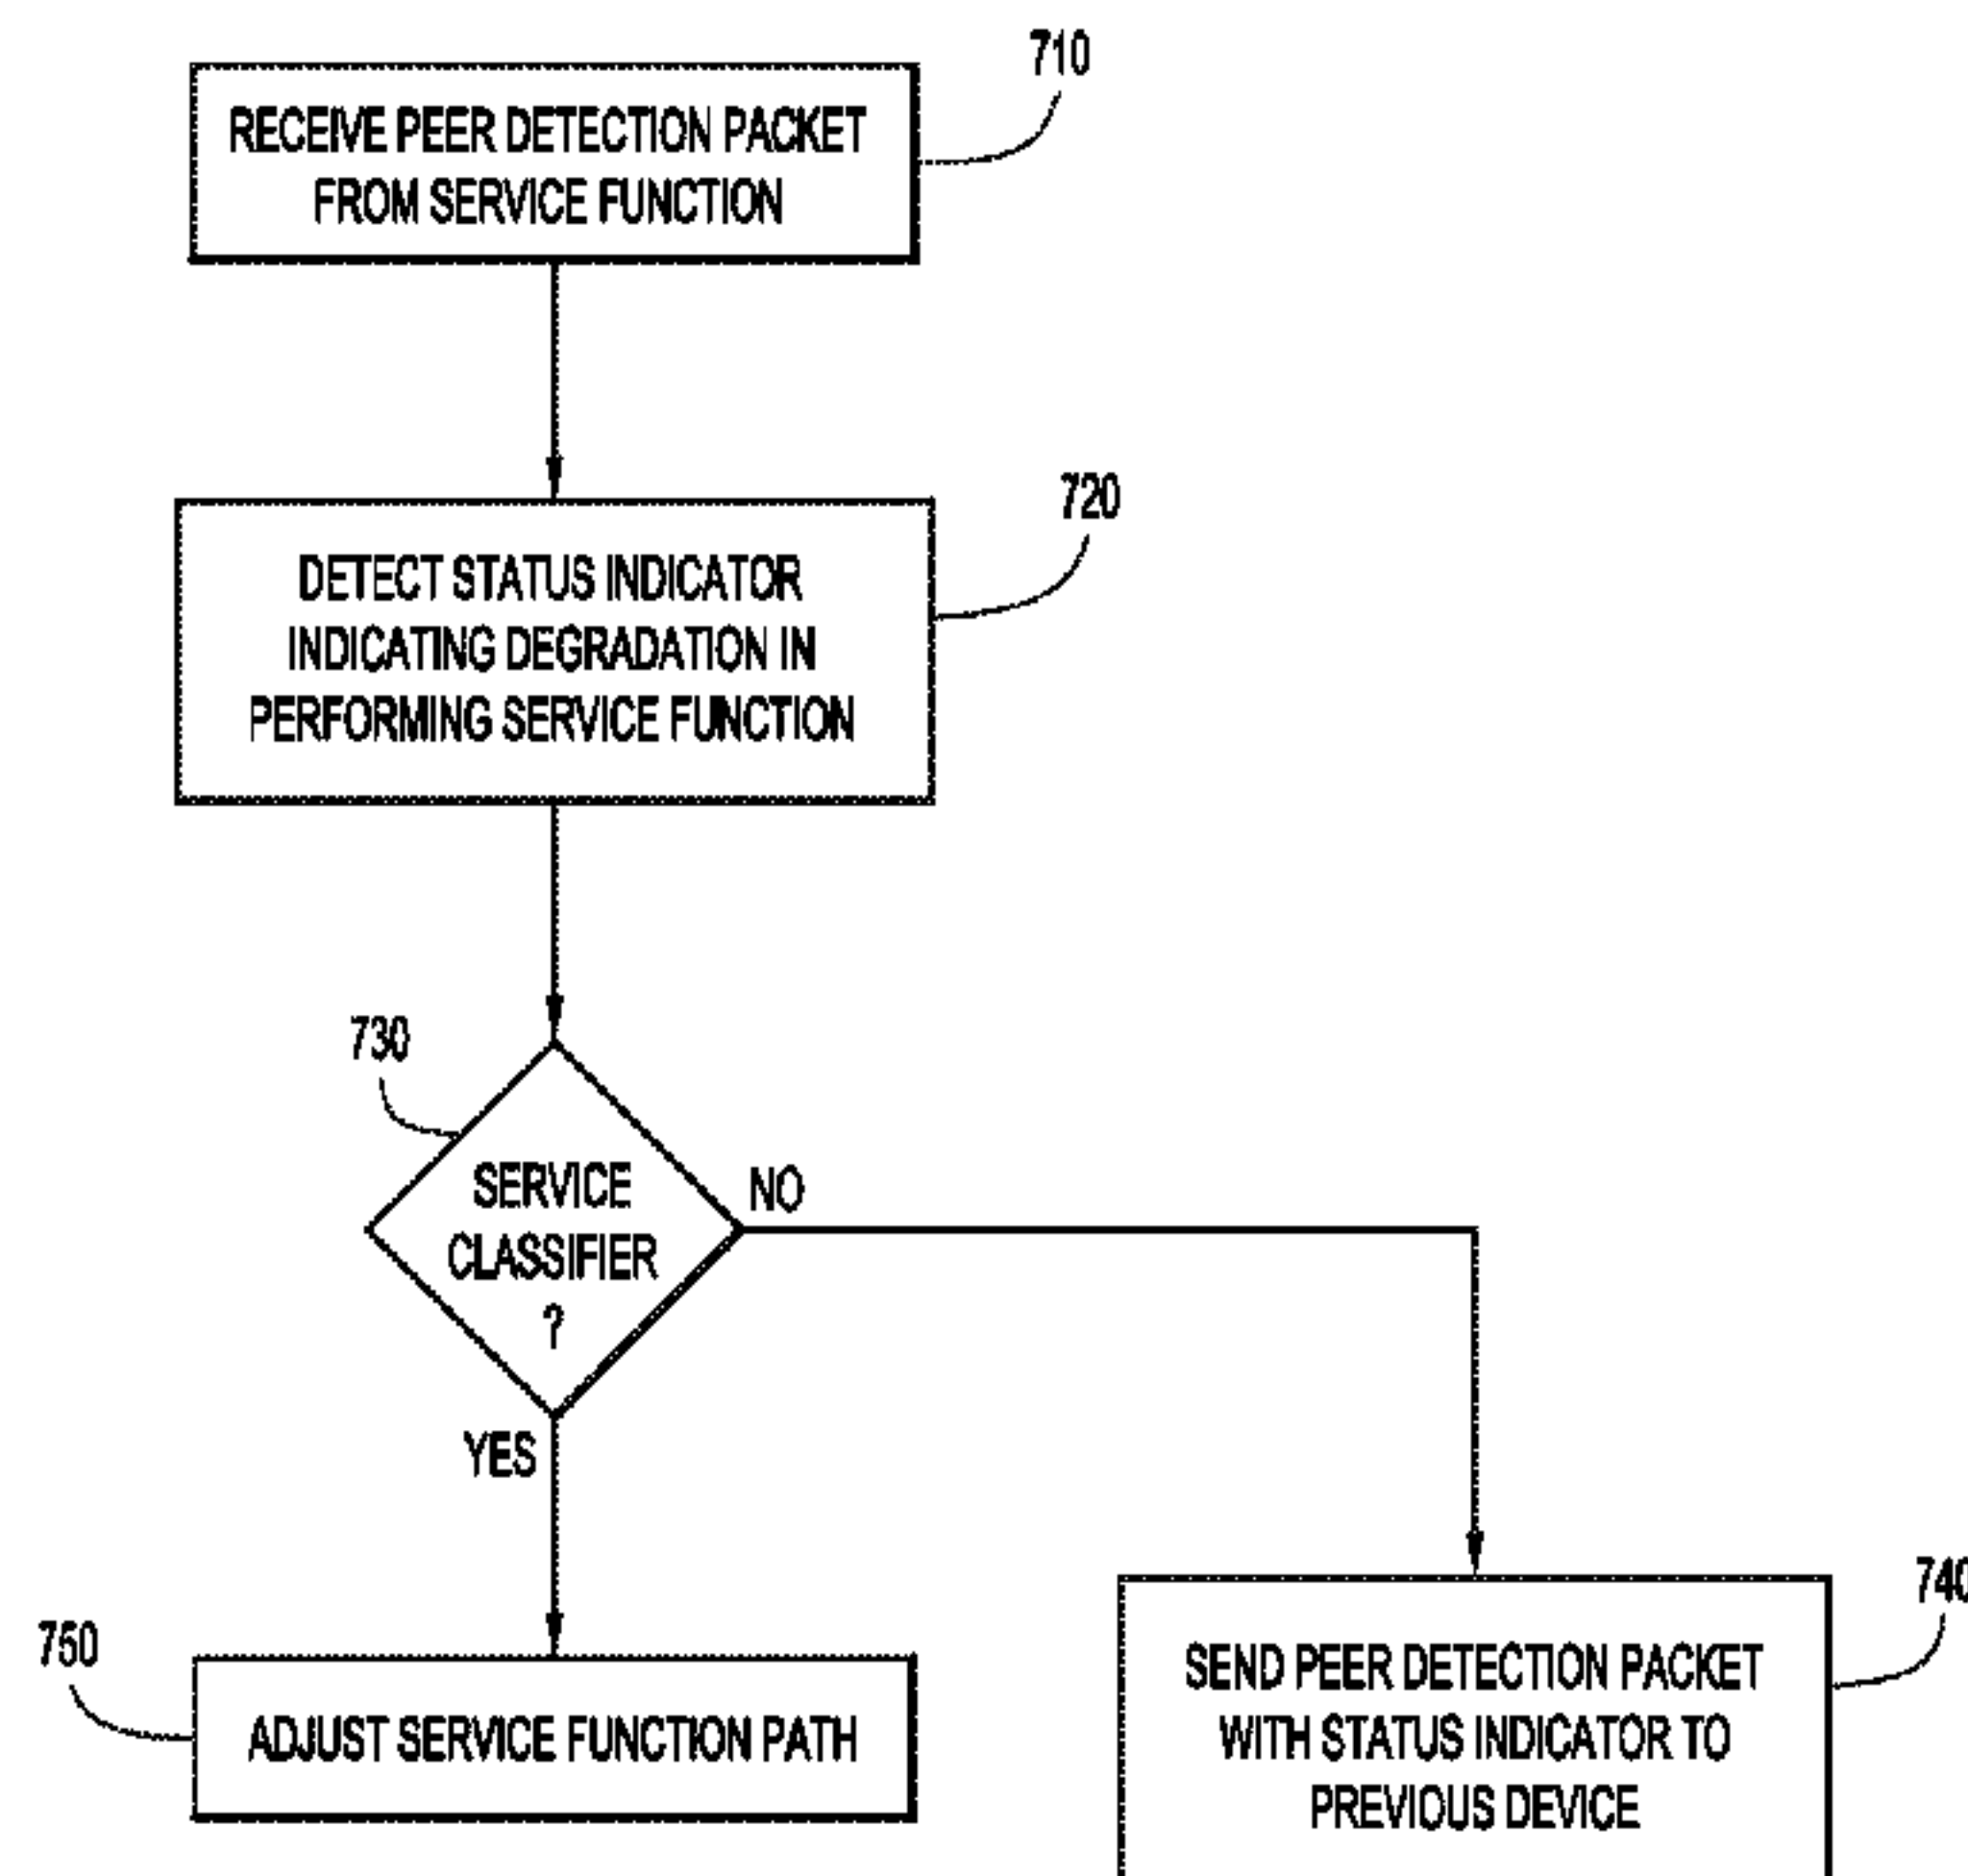 710
RECEIVE PEER DETECTION PACKET
FROM SERVICE FUNCTION
720
DETECT STATUS INDICATOR
INDICATING DEGRADATION IN
PERFORMING SERVICE FUNCTION
730
SERVICE
CLASSIFIER
?
NO
YES
750
ADJUST SERVICE FUNCTION PATH
740
SEND PEER DETECTION PACKET
WITH STATUS INDICATOR TO
PREVIOUS DEVICE